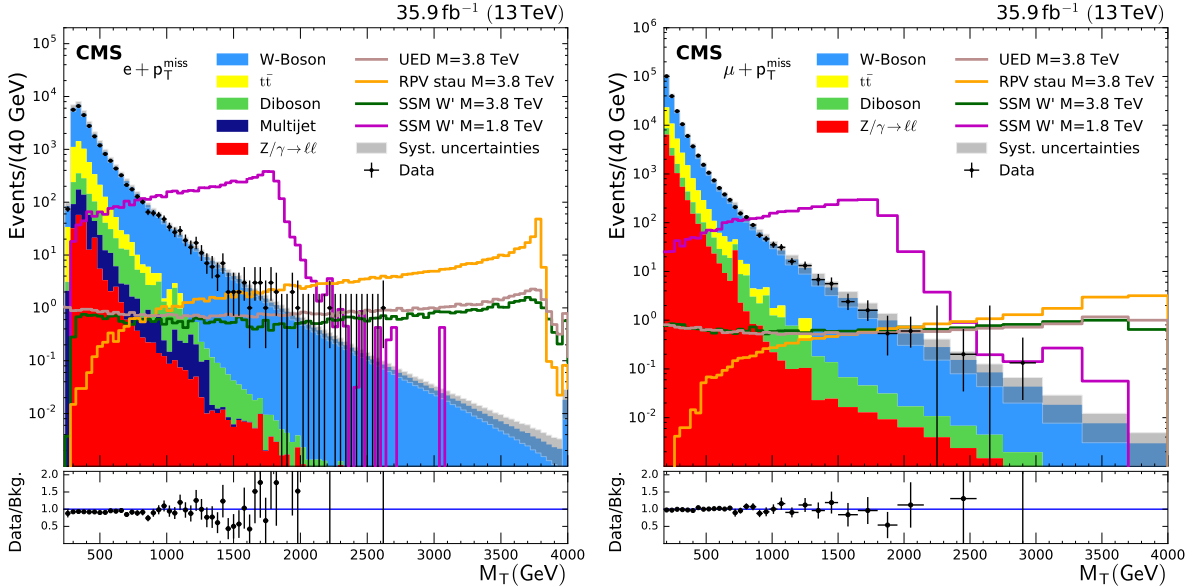 35.9 fb⁻¹ (13 TeV)
CMS
e + p_T^miss
W-Boson
tt̄
Diboson
Multijet
Z/γ→ℓℓ
UED M=3.8 TeV
RPV stau M=3.8 TeV
SSM W' M=3.8 TeV
SSM W' M=1.8 TeV
Syst. uncertainties
Data
Events/(40 GeV)
10⁵
10⁴
10³
10²
10¹
10⁰
10⁻¹
10⁻²
Data/Bkg.
2.0
1.5
1.0
0.5
500 1000 1500 2000 2500 3000 3500 4000
M_T (GeV)
35.9 fb⁻¹ (13 TeV)
CMS
μ + p_T^miss
W-Boson
tt̄
Diboson
Z/γ→ℓℓ
UED M=3.8 TeV
RPV stau M=3.8 TeV
SSM W' M=3.8 TeV
SSM W' M=1.8 TeV
Syst. uncertainties
Data
Events/(40 GeV)
10⁶
10⁵
10⁴
10³
10²
10¹
10⁰
10⁻¹
10⁻²
Data/Bkg.
2.0
1.5
1.0
0.5
500 1000 1500 2000 2500 3000 3500 4000
M_T (GeV)